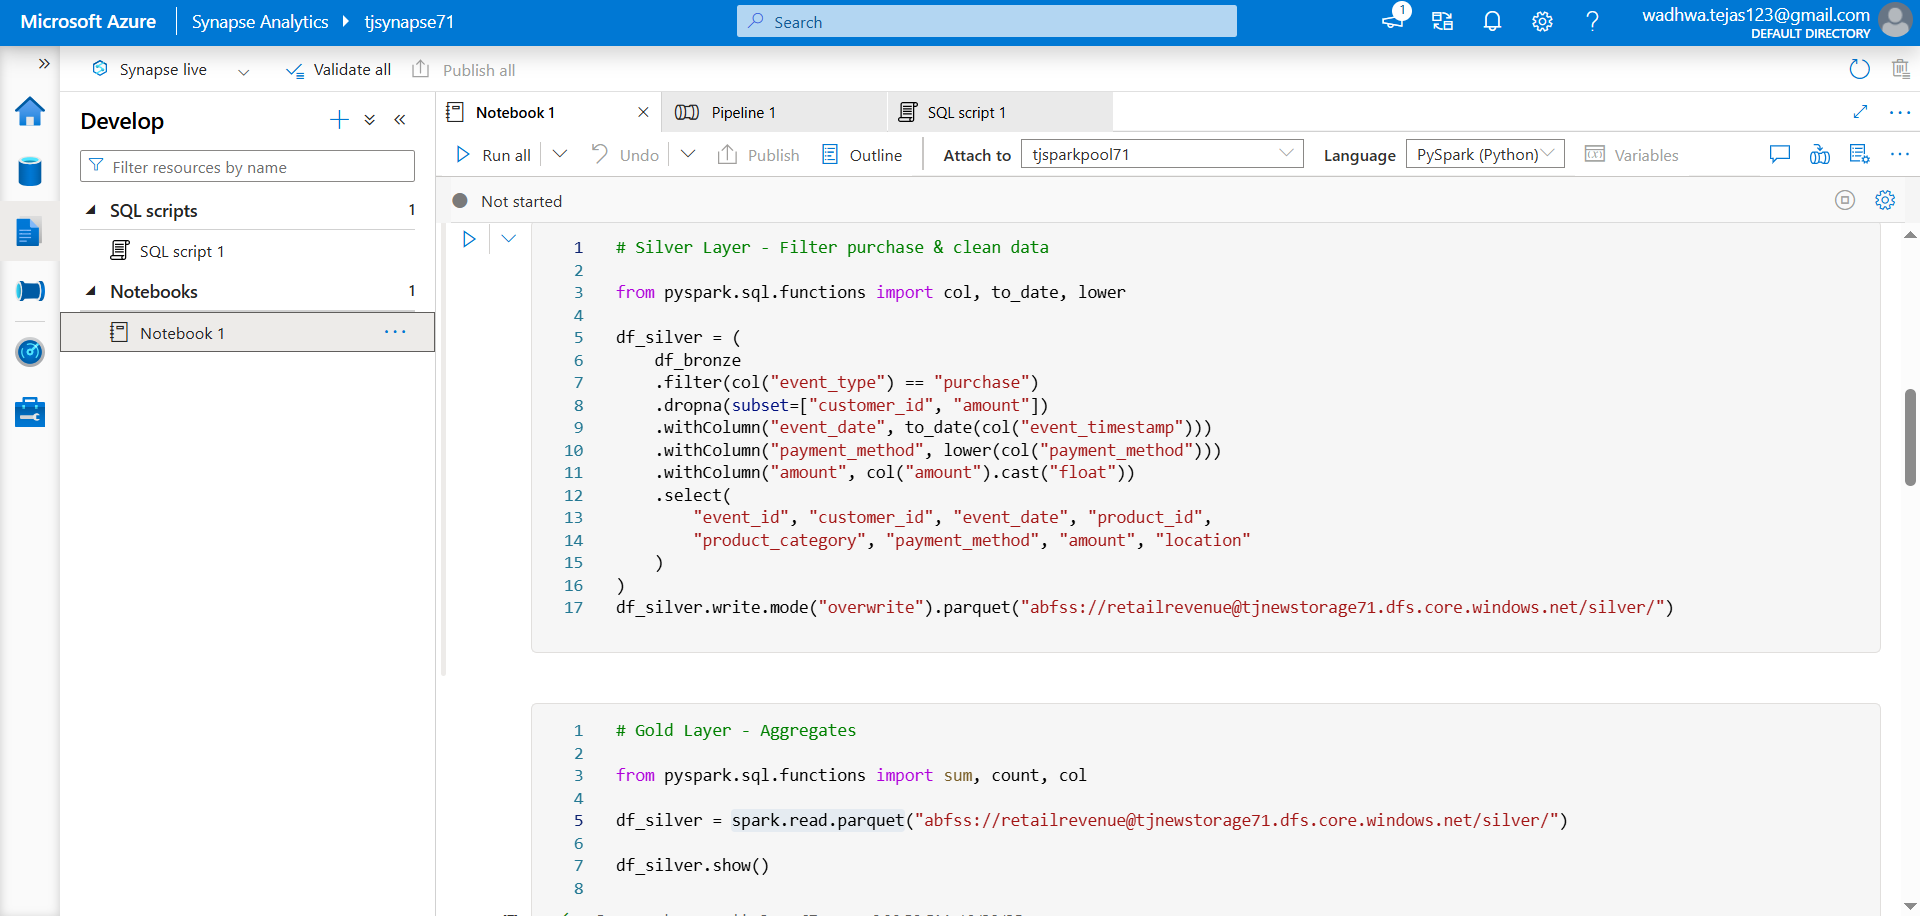 Microsoft Azure
Synapse Analytics
tjsynapse71
Search
1
wadhwa.tejas123@gmail.com
DEFAULT DIRECTORY
Synapse live
Validate all
Publish all
Develop
Filter resources by name
SQL scripts 1
SQL script 1
Notebooks 1
Notebook 1
Notebook 1
Pipeline 1
SQL script 1
Run all
Undo
Publish
Outline
Attach to
tjsparkpool71
Language
PySpark (Python)
Variables
Not started
1 # Silver Layer - Filter purchase & clean data
2
3 from pyspark.sql.functions import col, to_date, lower
4
5 df_silver = (
6 df_bronze
7 .filter(col("event_type") == "purchase")
8 .dropna(subset=["customer_id", "amount"])
9 .withColumn("event_date", to_date(col("event_timestamp")))
10 .withColumn("payment_method", lower(col("payment_method")))
11 .withColumn("amount", col("amount").cast("float"))
12 .select(
13 "event_id", "customer_id", "event_date", "product_id",
14 "product_category", "payment_method", "amount", "location"
15 )
16 )
17 df_silver.write.mode("overwrite").parquet("abfss://retailrevenue@tjnewstorage71.dfs.core.windows.net/silver/")
1 # Gold Layer - Aggregates
2
3 from pyspark.sql.functions import sum, count, col
4
5 df_silver = spark.read.parquet("abfss://retailrevenue@tjnewstorage71.dfs.core.windows.net/silver/")
6
7 df_silver.show()
8